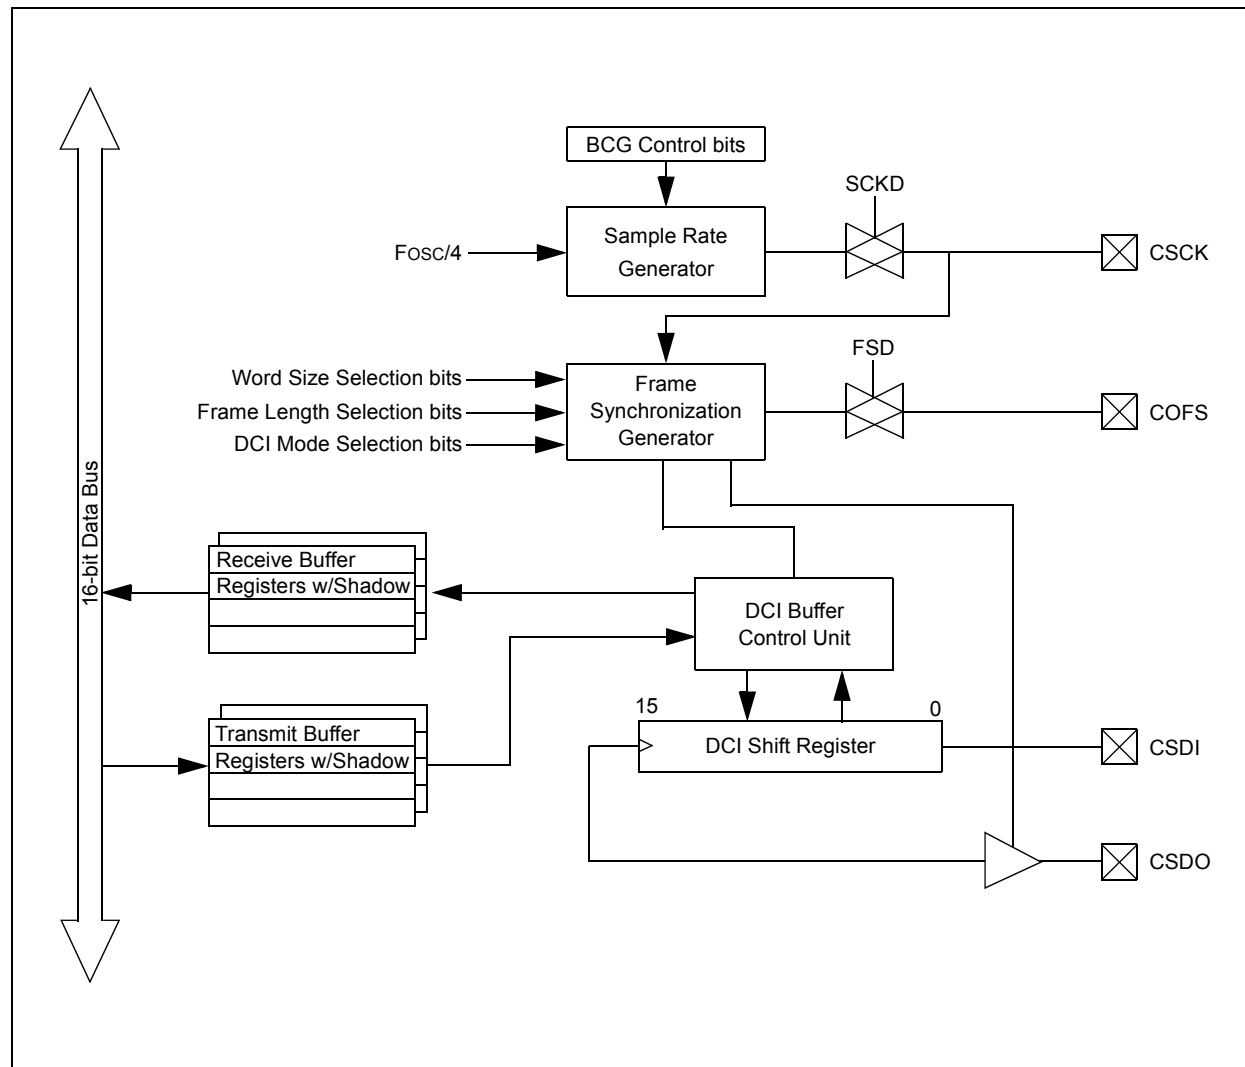 BCG Control bits
SCKD
Sample Rate
Generator
FOSC/4
CSCK
FSD
Word Size Selection bits
Frame Length Selection bits
DCI Mode Selection bits
Frame
Synchronization
Generator
COFS
16-bit Data Bus
Receive Buffer
Registers w/Shadow
DCI Buffer
Control Unit
Transmit Buffer
Registers w/Shadow
15
0
DCI Shift Register
CSDI
CSDO